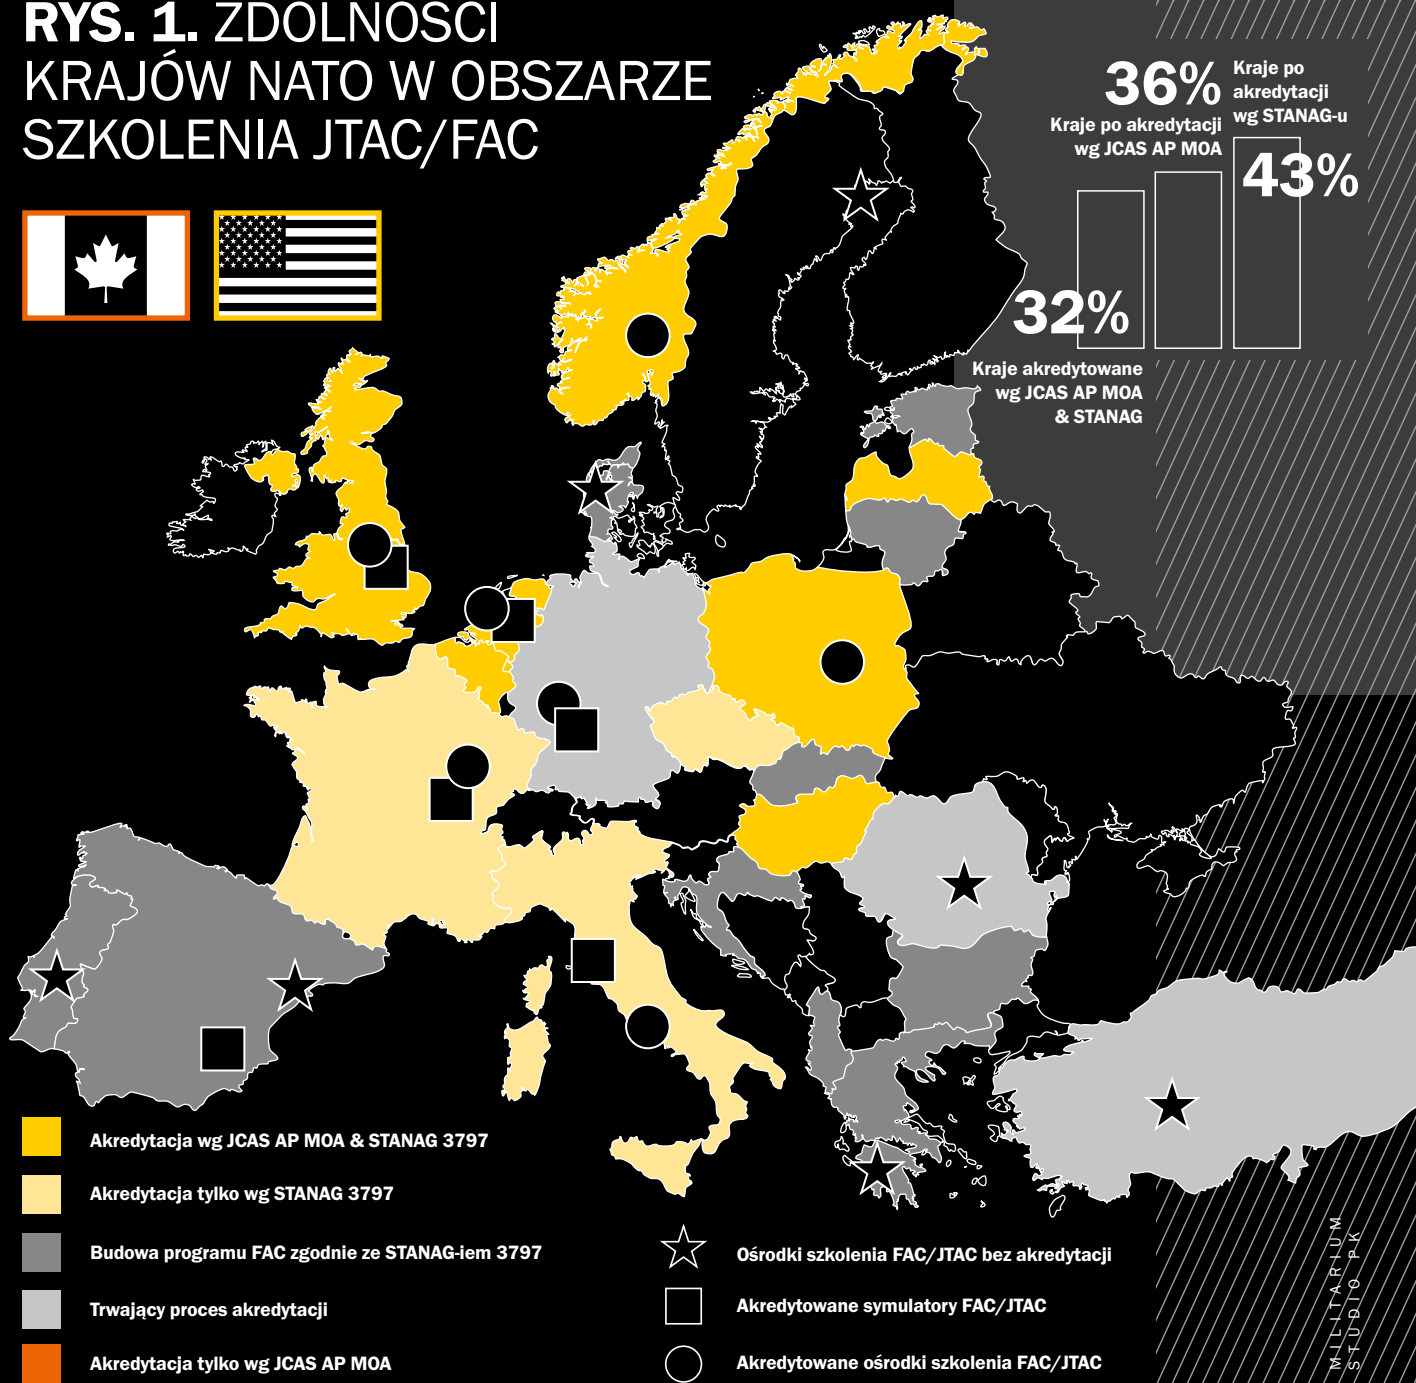 RYS. 1. ZDOLNOŚCI
KRAJÓW NATO W OBSZARZE
SZKOLENIA JTAC/FAC
36%
Kraje po akredytacji
wg JCAS AP MOA
Kraje po
akredytacji
wg STANAG-u
43%
32%
Kraje akredytowane
wg JCAS AP MOA
& STANAG
Akredytacja wg JCAS AP MOA & STANAG 3797
Akredytacja tylko wg STANAG 3797
Budowa programu FAC zgodnie ze STANAG-iem 3797
Trwający proces akredytacji
Akredytacja tylko wg JCAS AP MOA
Ośrodki szkolenia FAC/JTAC bez akredytacji
Akredytowane symulatory FAC/JTAC
Akredytowane ośrodki szkolenia FAC/JTAC
MILITARIUM
STUDIO PK